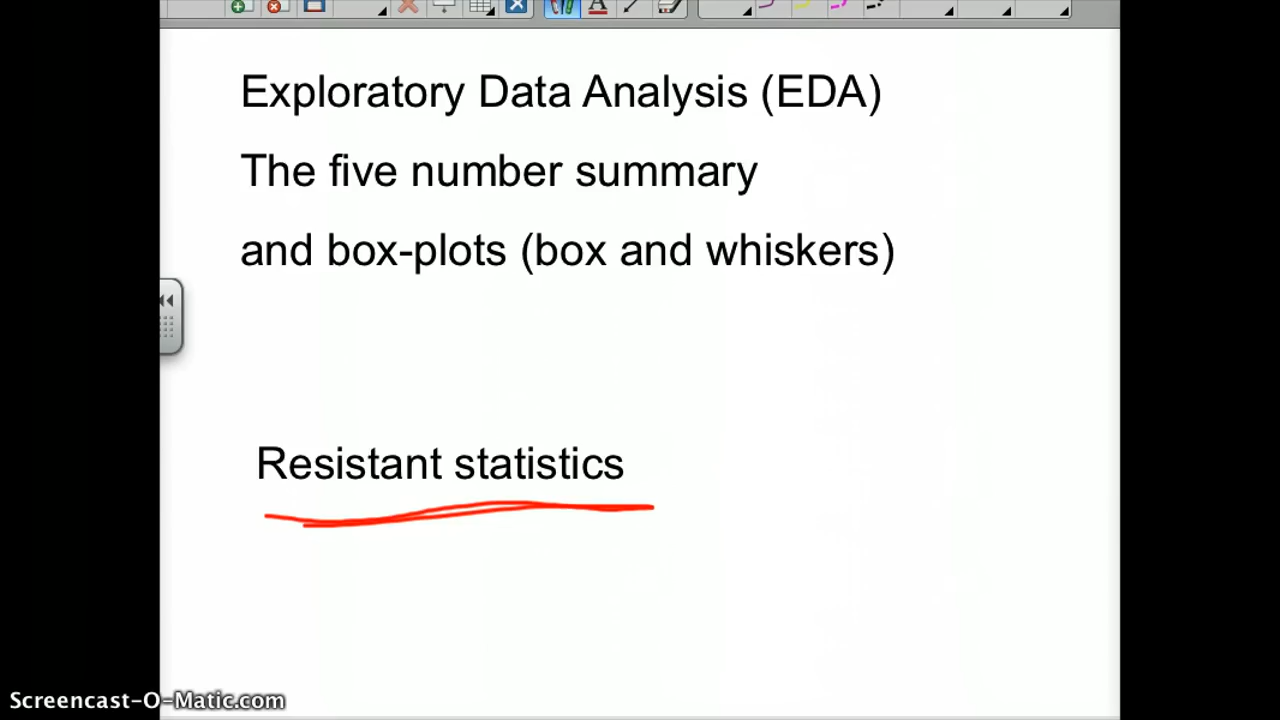 Exploratory Data Analysis (EDA)
The five number summary
and box-plots (box and whiskers)
Resistant statistics
Screencast-O-Matic.com